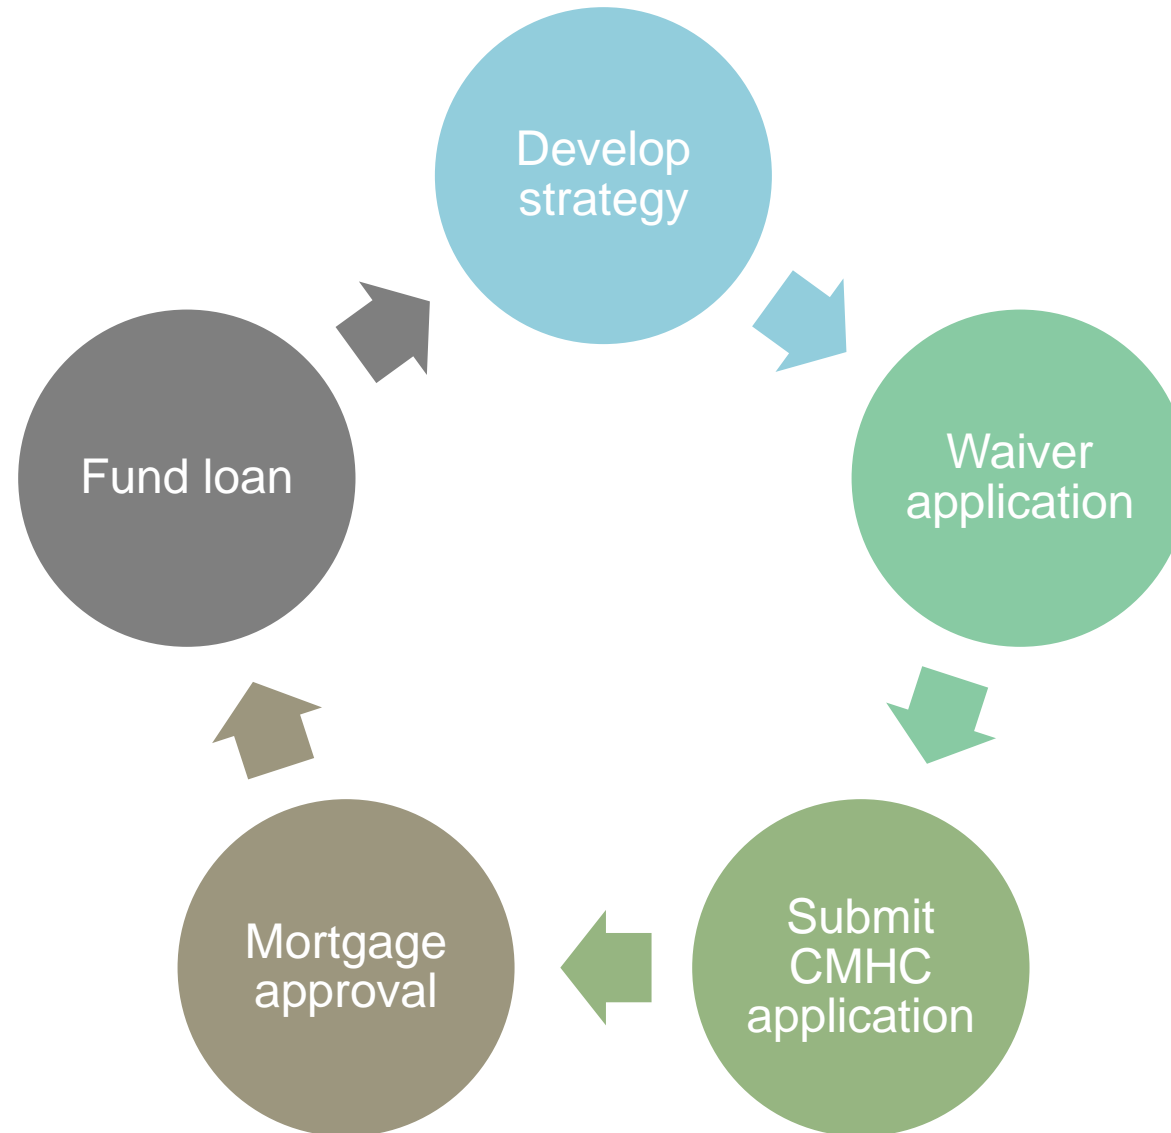 Develop
strategy
Waiver
application
Submit
CMHC
application
Mortgage
approval
Fund loan